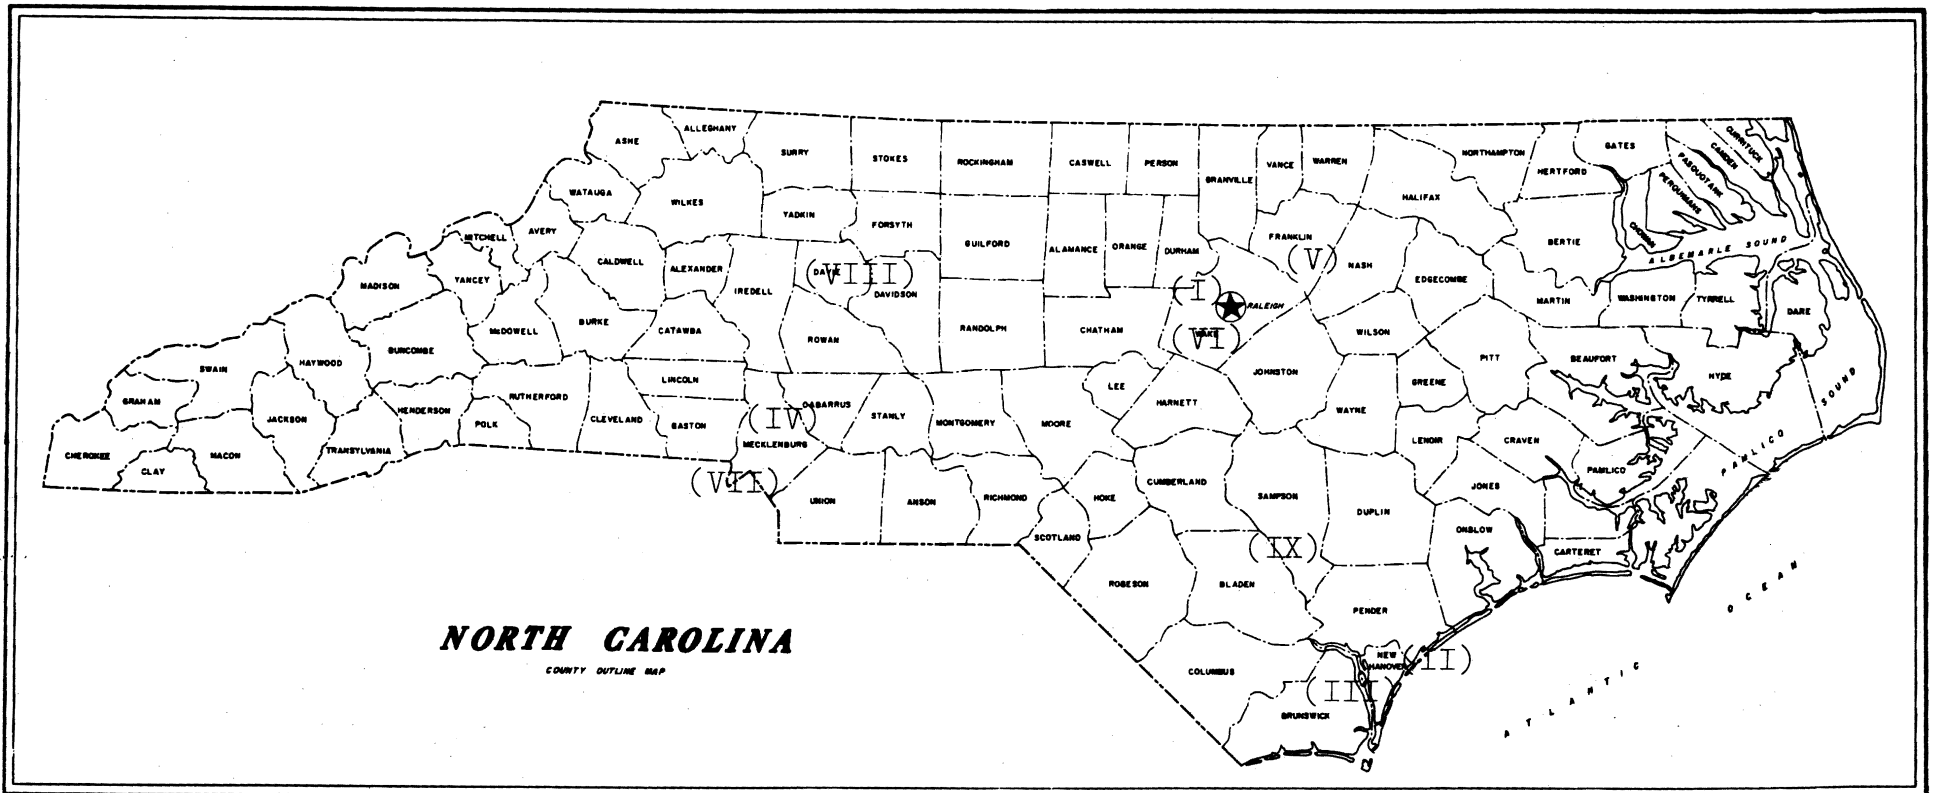 ALLEGHANY
ASHE
SURRY
STOKES
ROCKINGHAM
CASWELL
PERSON
GRANVILLE
VANCE
WARREN
NORTHAMPTON
HERTFORD
GATES
CURRITUCK
CAMDEN
PASQUOTANK
PERQUIMANS
CHOWAN
WATAUGA
WILKES
YADKIN
FORSYTH
GUILFORD
ALAMANCE
ORANGE
DURHAM
FRANKLIN
HALIFAX
BERTIE
ALBEMARLE SOUND
MITCHELL
AVERY
CALDWELL
ALEXANDER
IREDELL
DAVIE
(VIII)
DAVIDSON
(I)
RALEIGH
(V)
NASH
EDGECOMBE
MARTIN
WASHINGTON
TYRRELL
DARE
MADISON
YANCEY
McDOWELL
BURKE
CATAWBA
ROWAN
RANDOLPH
CHATHAM
WAKE
(VI)
WILSON
PITT
BEAUFORT
HYDE
SWAIN
HAYWOOD
BUNCOMBE
RUTHERFORD
LINCOLN
CABARRUS
STANLY
MONTGOMERY
MOORE
LEE
HARNETT
JOHNSTON
WAYNE
GREENE
GRAHAM
JACKSON
HENDERSON
POLK
CLEVELAND
GASTON
(IV)
MECKLENBURG
LENOIR
CRAVEN
PAMLICO
PAMLICO SOUND
CHEROKEE
CLAY
MACON
TRANSYLVANIA
(VII)
UNION
ANSON
RICHMOND
SCOTLAND
HOKE
CUMBERLAND
SAMPSON
DUPLIN
JONES
ONSLOW
CARTERET
ROBESON
BLADEN
(IX)
PENDER
COLUMBUS
NEW
HANOVER
(II)
(III)
BRUNSWICK
ATLANTIC OCEAN
NORTH CAROLINA
COUNTY OUTLINE MAP